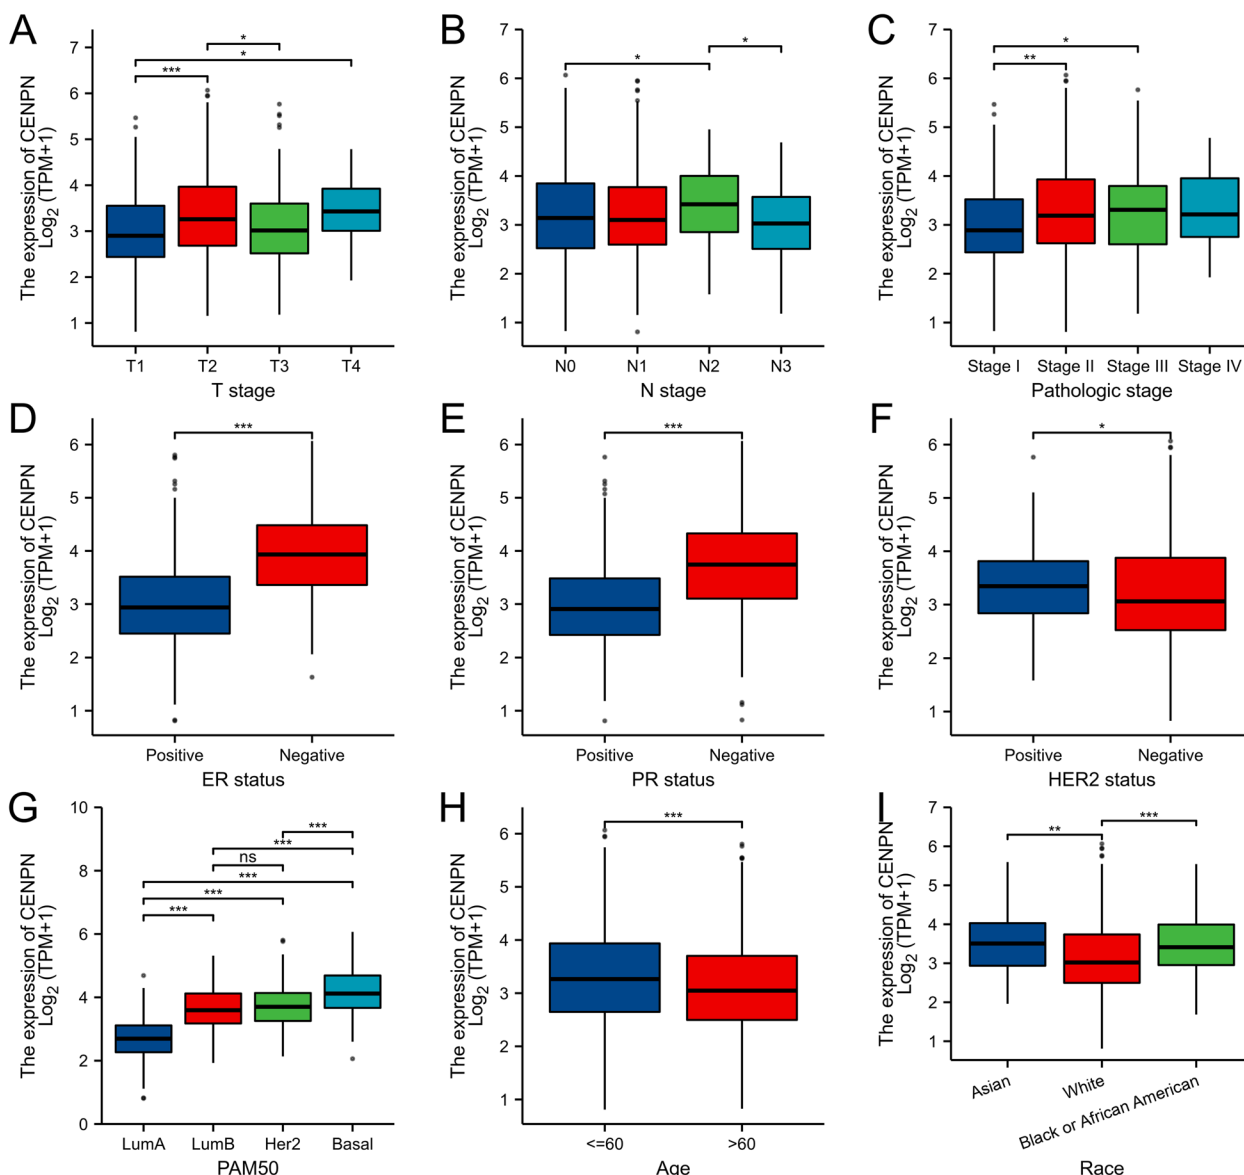 A
The expression of CENPN
Log₂ (TPM+1)
7
6
5
4
3
2
1
*
*
***
T1 T2 T3 T4
T stage
B
The expression of CENPN
Log₂ (TPM+1)
7
6
5
4
3
2
1
*
*
N0 N1 N2 N3
N stage
C
The expression of CENPN
Log₂ (TPM+1)
7
6
5
4
3
2
1
*
**
Stage I Stage II Stage III Stage IV
Pathologic stage
D
The expression of CENPN
Log₂ (TPM+1)
6
5
4
3
2
1
***
Positive Negative
ER status
E
The expression of CENPN
Log₂ (TPM+1)
6
5
4
3
2
1
***
Positive Negative
PR status
F
The expression of CENPN
Log₂ (TPM+1)
6
5
4
3
2
1
*
Positive Negative
HER2 status
G
The expression of CENPN
Log₂ (TPM+1)
10
8
6
4
2
0
***
***
ns
***
***
***
LumA LumB Her2 Basal
PAM50
H
The expression of CENPN
Log₂ (TPM+1)
6
5
4
3
2
1
***
<=60 >60
Age
I
The expression of CENPN
Log₂ (TPM+1)
7
6
5
4
3
2
1
***
**
Asian White Black or African American
Race